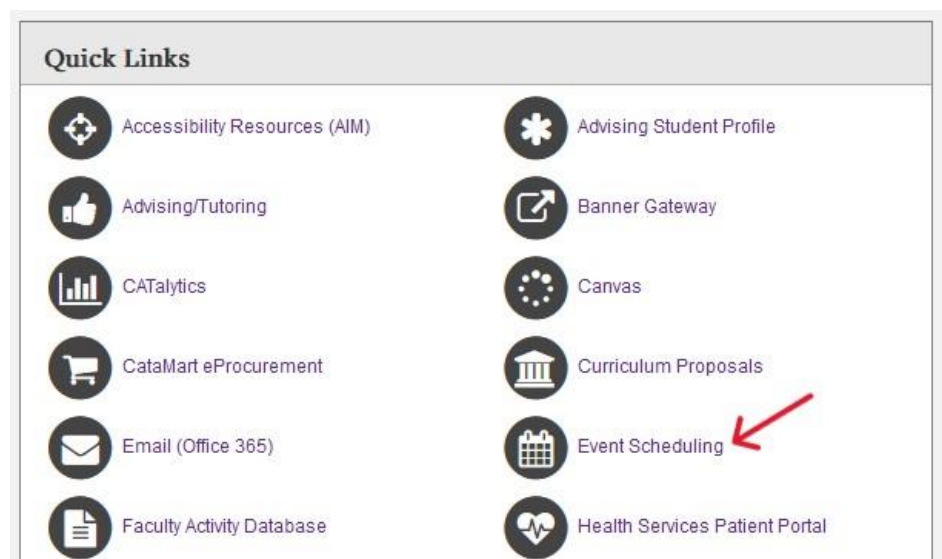 Quick Links
Accessibility Resources (AIM)
Advising Student Profile
Advising/Tutoring
Banner Gateway
CATalytics
Canvas
CataMart eProcurement
Curriculum Proposals
Email (Office 365)
Event Scheduling
Faculty Activity Database
Health Services Patient Portal